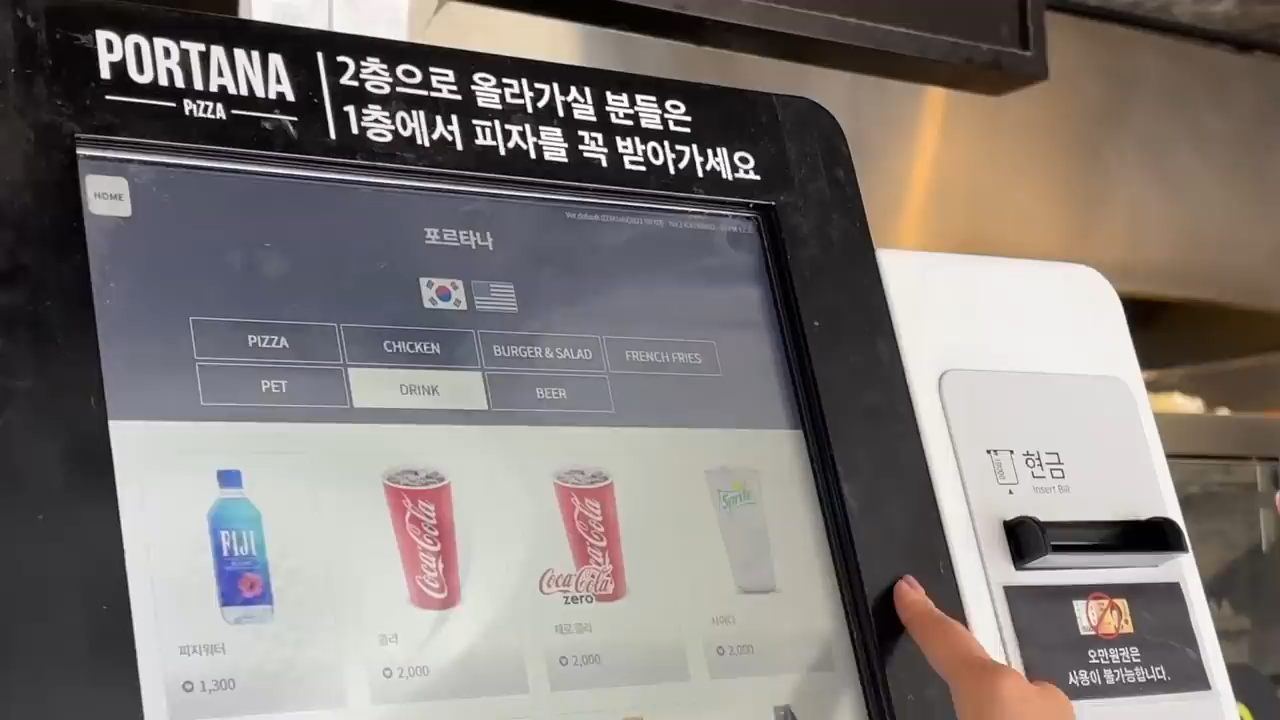 PORTANA
PiZZA
2층으로 올라가실 분들은
1층에서 피자를 꼭 받아가세요
HOME
포르타나
PIZZA
CHICKEN
BURGER & SALAD
FRENCH FRIES
PET
DRINK
BEER
FIJI
Coca-Cola
Coca-Cola
Coca-Cola
zero
Sprite
피지워터
콜라
제로콜라
사이다
1,300
2,000
2,000
2,000
현금
Insert Bill
오만원권은
사용이 불가능합니다.